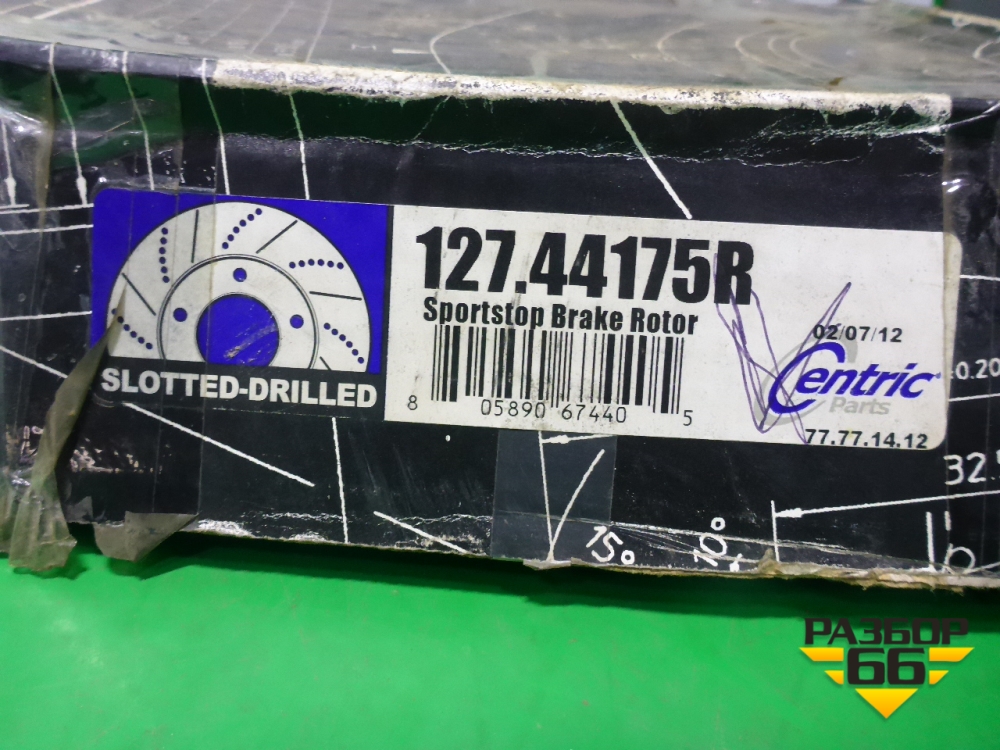 127.44175R
Sportstop Brake Rotor
SLOTTED-DRILLED
8 05890 67440 5
02/07/12
Centric
Parts
77.77.14.12
0.20
32.
15°
10°
РАЗБОР
66